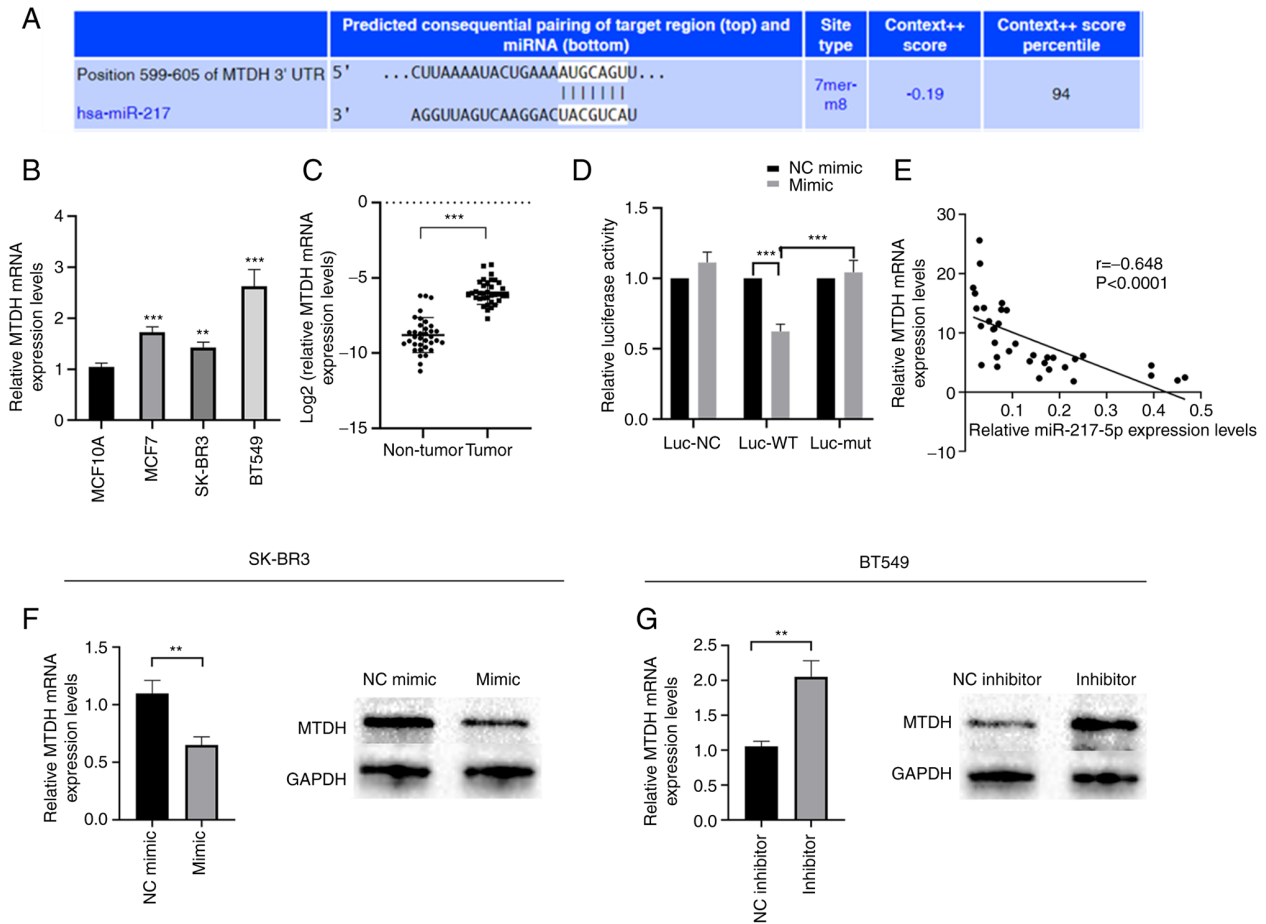 A
Predicted consequential pairing of target region (top) and
miRNA (bottom)
Site
type
Context++
score
Context++ score
percentile
Position 599-605 of MTDH 3' UTR
5' ...CUUAAAAUACUGAAAAUGCAGUU...
hsa-miR-217
3' AGGUUAGUCAAGGACUACGUCAU
7mer-
m8
-0.19
94
B
Relative MTDH mRNA
expression levels
4
3
2
1
0
***
**
***
MCF10A
MCF7
SK-BR3
BT549
C
Log2 (relative MTDH mRNA
expression levels)
0
−5
−10
−15
***
Non-tumor Tumor
D
NC mimic
Mimic
Relative luciferase activity
1.5
1.0
0.5
0.0
***
***
Luc-NC
Luc-WT
Luc-mut
E
Relative MTDH mRNA
expression levels
30
20
10
0
−10
r=−0.648
P<0.0001
0.1
0.2
0.3
0.4
0.5
Relative miR-217-5p expression levels
SK-BR3
BT549
F
Relative MTDH mRNA
expression levels
1.5
1.0
0.5
0.0
**
NC mimic
Mimic
NC mimic
Mimic
MTDH
GAPDH
G
Relative MTDH mRNA
expression levels
2.5
2.0
1.5
1.0
0.5
0.0
**
NC inhibitor
Inhibitor
NC inhibitor
Inhibitor
MTDH
GAPDH